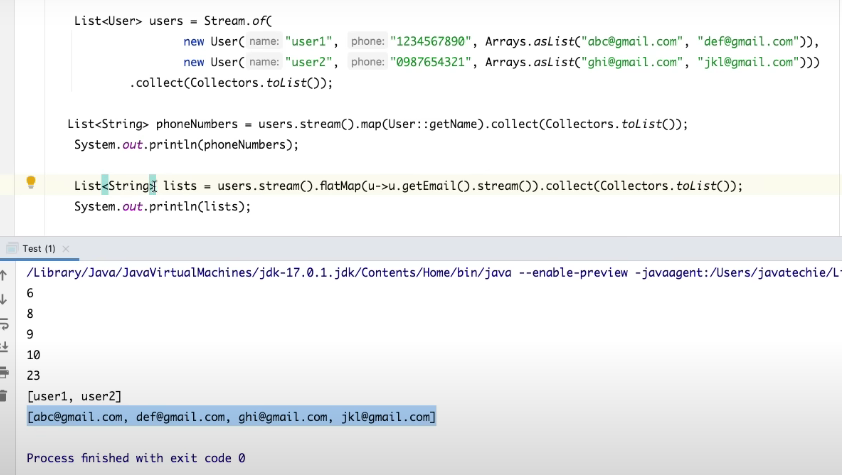 List<User> users = Stream.of(
new User( name: "user1", phone: "1234567890", Arrays.asList("abc@gmail.com", "def@gmail.com")),
new User( name: "user2", phone: "0987654321", Arrays.asList("ghi@gmail.com", "jkl@gmail.com")))
.collect(Collectors.toList());
List<String> phoneNumbers = users.stream().map(User::getName).collect(Collectors.toList());
System.out.println(phoneNumbers);
List<String> lists = users.stream().flatMap(u->u.getEmail().stream()).collect(Collectors.toList());
System.out.println(lists);
Test (1)
/Library/Java/JavaVirtualMachines/jdk-17.0.1.jdk/Contents/Home/bin/java --enable-preview -javaagent:/Users/javatechie/Li
6
8
9
10
23
[user1, user2]
[abc@gmail.com, def@gmail.com, ghi@gmail.com, jkl@gmail.com]
Process finished with exit code 0